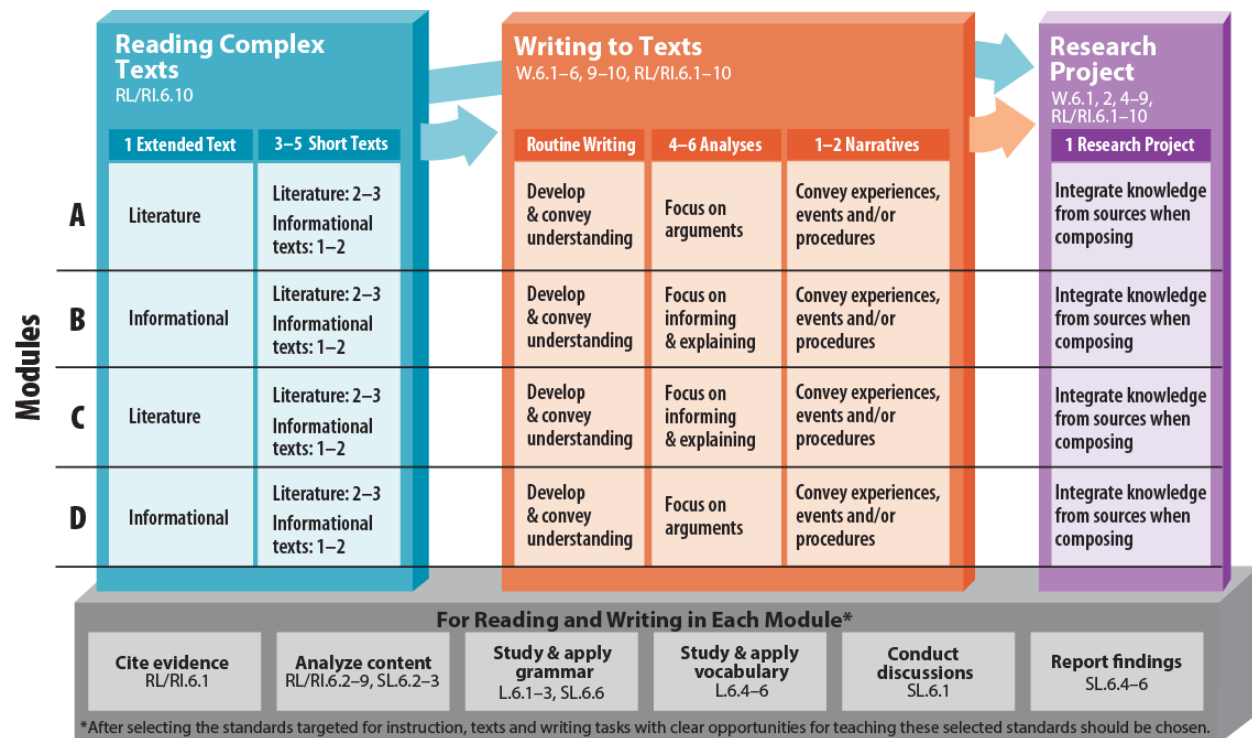 Reading Complex
Texts
RL/RI.6.10
1 Extended Text
3–5 Short Texts
Writing to Texts
W.6.1–6, 9–10, RL/RI.6.1–10
Routine Writing
4–6 Analyses
1–2 Narratives
Research
Project
W.6.1, 2, 4–9,
RL/RI.6.1–10
1 Research Project
Modules
A
Literature
Literature: 2–3
Informational
texts: 1–2
Develop
& convey
understanding
Focus on
arguments
Convey experiences,
events and/or
procedures
Integrate knowledge
from sources when
composing
B
Informational
Literature: 2–3
Informational
texts: 1–2
Develop
& convey
understanding
Focus on
informing
& explaining
Convey experiences,
events and/or
procedures
Integrate knowledge
from sources when
composing
C
Literature
Literature: 2–3
Informational
texts: 1–2
Develop
& convey
understanding
Focus on
informing
& explaining
Convey experiences,
events and/or
procedures
Integrate knowledge
from sources when
composing
D
Informational
Literature: 2–3
Informational
texts: 1–2
Develop
& convey
understanding
Focus on
arguments
Convey experiences,
events and/or
procedures
Integrate knowledge
from sources when
composing
For Reading and Writing in Each Module*
Cite evidence
RL/RI.6.1
Analyze content
RL/RI.6.2–9, SL.6.2–3
Study & apply
grammar
L.6.1–3, SL.6.6
Study & apply
vocabulary
L.6.4–6
Conduct
discussions
SL.6.1
Report findings
SL.6.4–6
*After selecting the standards targeted for instruction, texts and writing tasks with clear opportunities for teaching these selected standards should be chosen.